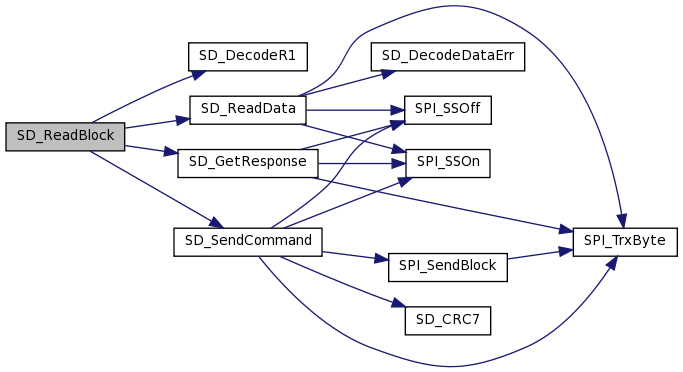 SD_ReadBlock
SD_DecodeR1
SD_ReadData
SD_GetResponse
SD_SendCommand
SD_DecodeDataErr
SPI_SSOff
SPI_SSOn
SPI_SendBlock
SD_CRC7
SPI_TrxByte